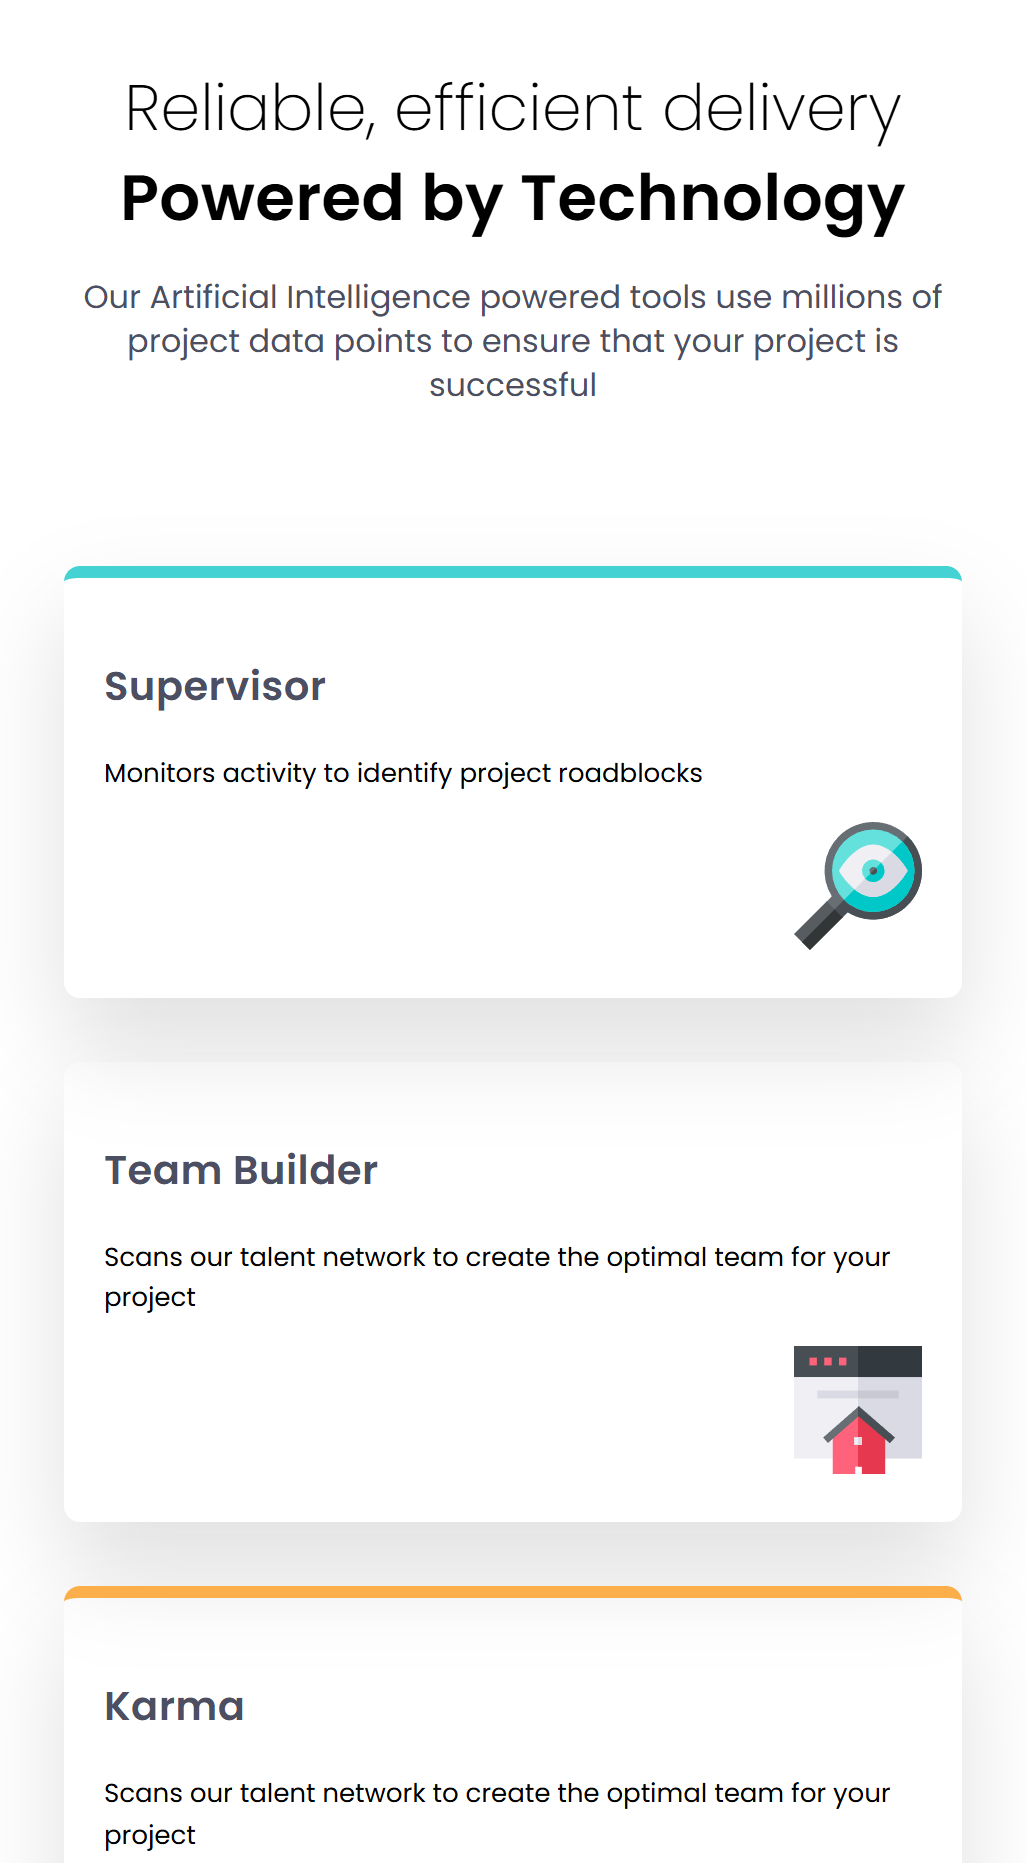 Reliable, efficient delivery
Powered by Technology
Our Artificial Intelligence powered tools use millions of
project data points to ensure that your project is
successful
Supervisor
Monitors activity to identify project roadblocks
Team Builder
Scans our talent network to create the optimal team for your
project
Karma
Scans our talent network to create the optimal team for your
project